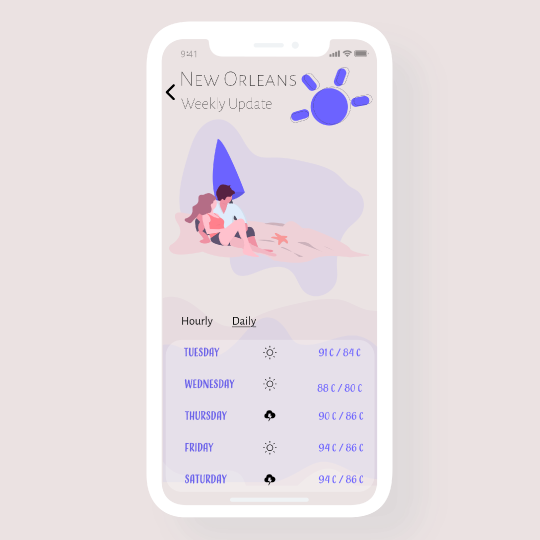 9:41
New Orleans
Weekly Update
Hourly Daily
TUESDAY 91 C / 84 C
WEDNESDAY 88 C / 80 C
THURSDAY 90 C / 86 C
FRIDAY 94 C / 86 C
SATURDAY 94 C / 86 C